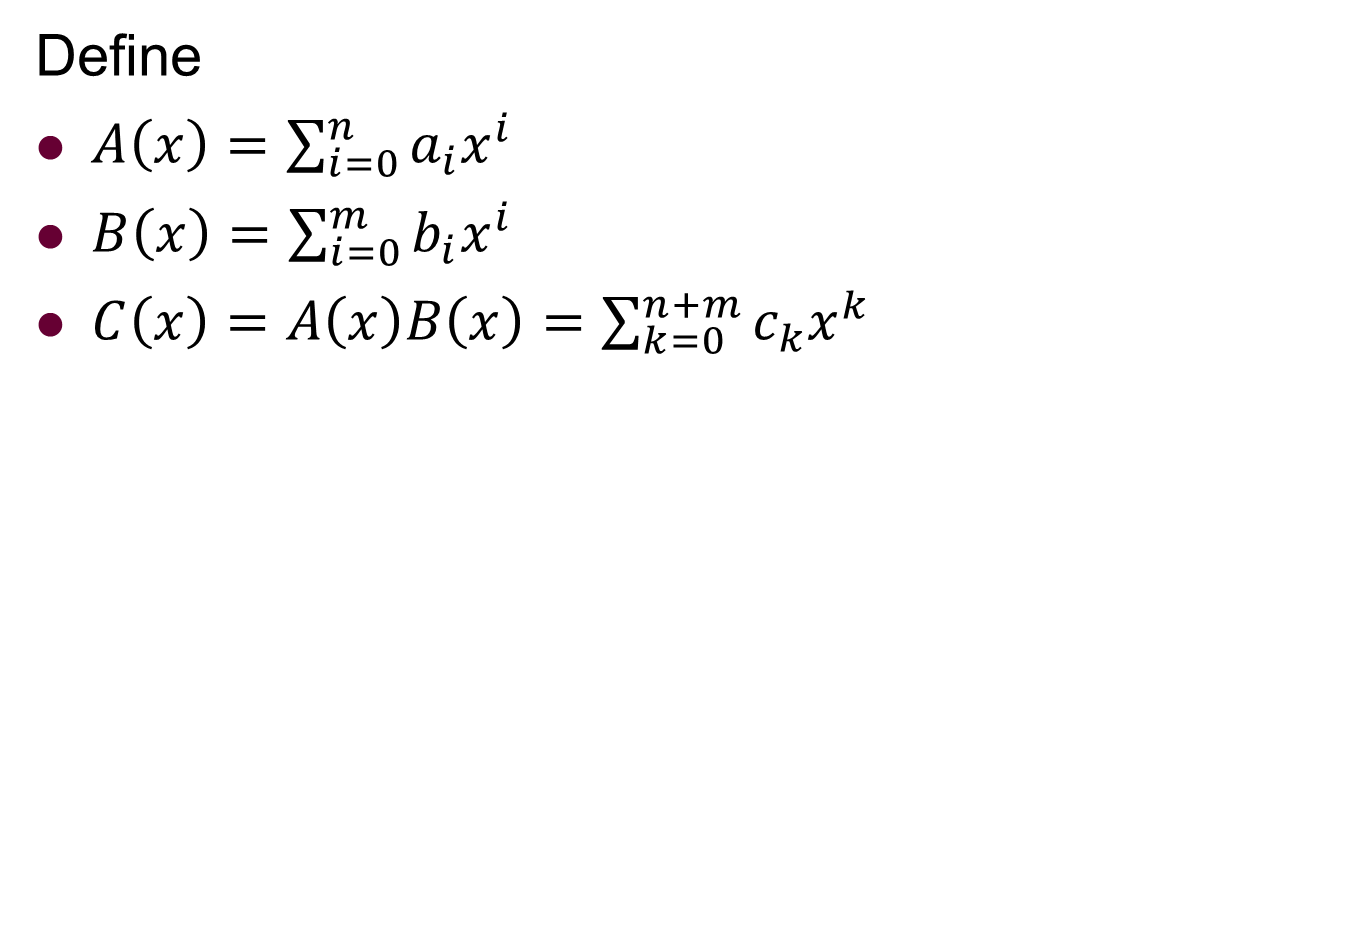 Define
• A(x) = ∑_{i=0}^{n} a_i x^i
• B(x) = ∑_{i=0}^{m} b_i x^i
• C(x) = A(x)B(x) = ∑_{k=0}^{n+m} c_k x^k